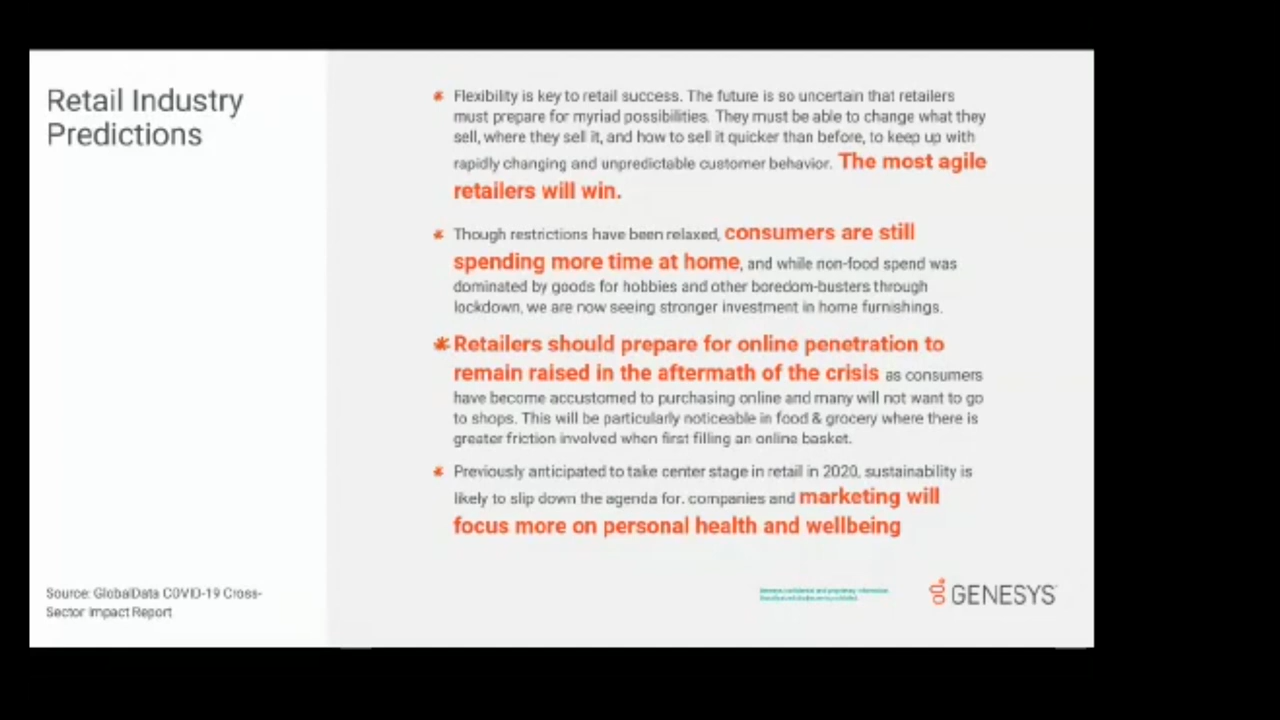 Retail Industry
Predictions
Flexibility is key to retail success. The future is so uncertain that retailers
must prepare for myriad possibilities. They must be able to change what they
sell, where they sell it, and how to sell it quicker than before, to keep up with
rapidly changing and unpredictable customer behavior. The most agile
retailers will win.
Though restrictions have been relaxed, consumers are still
spending more time at home, and while non-food spend was
dominated by goods for hobbies and other boredom-busters through
lockdown, we are now seeing stronger investment in home furnishings.
Retailers should prepare for online penetration to
remain raised in the aftermath of the crisis as consumers
have become accustomed to purchasing online and many will not want to go
to shops. This will be particularly noticeable in food & grocery where there is
greater friction involved when first filling an online basket.
Previously anticipated to take center stage in retail in 2020, sustainability is
likely to slip down the agenda for. companies and marketing will
focus more on personal health and wellbeing
Source: GlobalData COVID-19 Cross-
Sector Impact Report
GENESYS